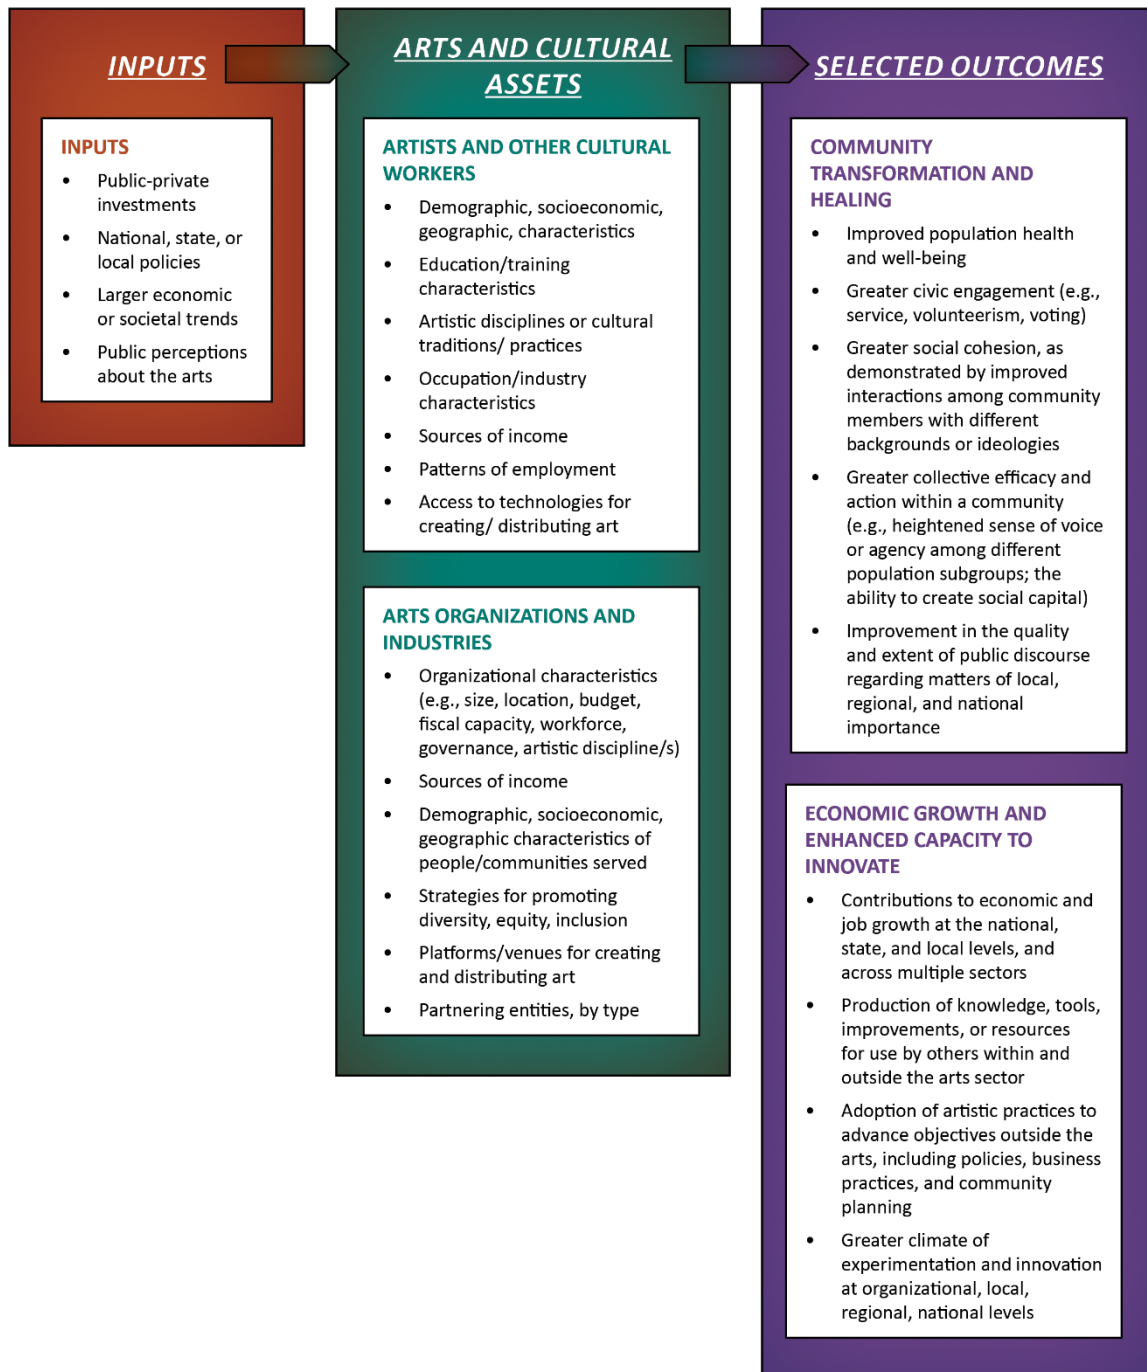 INPUTS
INPUTS
• Public-private
investments
• National, state, or
local policies
• Larger economic
or societal trends
• Public perceptions
about the arts
ARTS AND CULTURAL
ASSETS
ARTISTS AND OTHER CULTURAL
WORKERS
• Demographic, socioeconomic,
geographic, characteristics
• Education/training
characteristics
• Artistic disciplines or cultural
traditions/ practices
• Occupation/industry
characteristics
• Sources of income
• Patterns of employment
• Access to technologies for
creating/ distributing art
ARTS ORGANIZATIONS AND
INDUSTRIES
• Organizational characteristics
(e.g., size, location, budget,
fiscal capacity, workforce,
governance, artistic discipline/s)
• Sources of income
• Demographic, socioeconomic,
geographic characteristics of
people/communities served
• Strategies for promoting
diversity, equity, inclusion
• Platforms/venues for creating
and distributing art
• Partnering entities, by type
SELECTED OUTCOMES
COMMUNITY
TRANSFORMATION AND
HEALING
• Improved population health
and well-being
• Greater civic engagement (e.g.,
service, volunteerism, voting)
• Greater social cohesion, as
demonstrated by improved
interactions among community
members with different
backgrounds or ideologies
• Greater collective efficacy and
action within a community
(e.g., heightened sense of voice
or agency among different
population subgroups; the
ability to create social capital)
• Improvement in the quality
and extent of public discourse
regarding matters of local,
regional, and national
importance
ECONOMIC GROWTH AND
ENHANCED CAPACITY TO
INNOVATE
• Contributions to economic and
job growth at the national,
state, and local levels, and
across multiple sectors
• Production of knowledge, tools,
improvements, or resources
for use by others within and
outside the arts sector
• Adoption of artistic practices to
advance objectives outside the
arts, including policies, business
practices, and community
planning
• Greater climate of
experimentation and innovation
at organizational, local,
regional, national levels